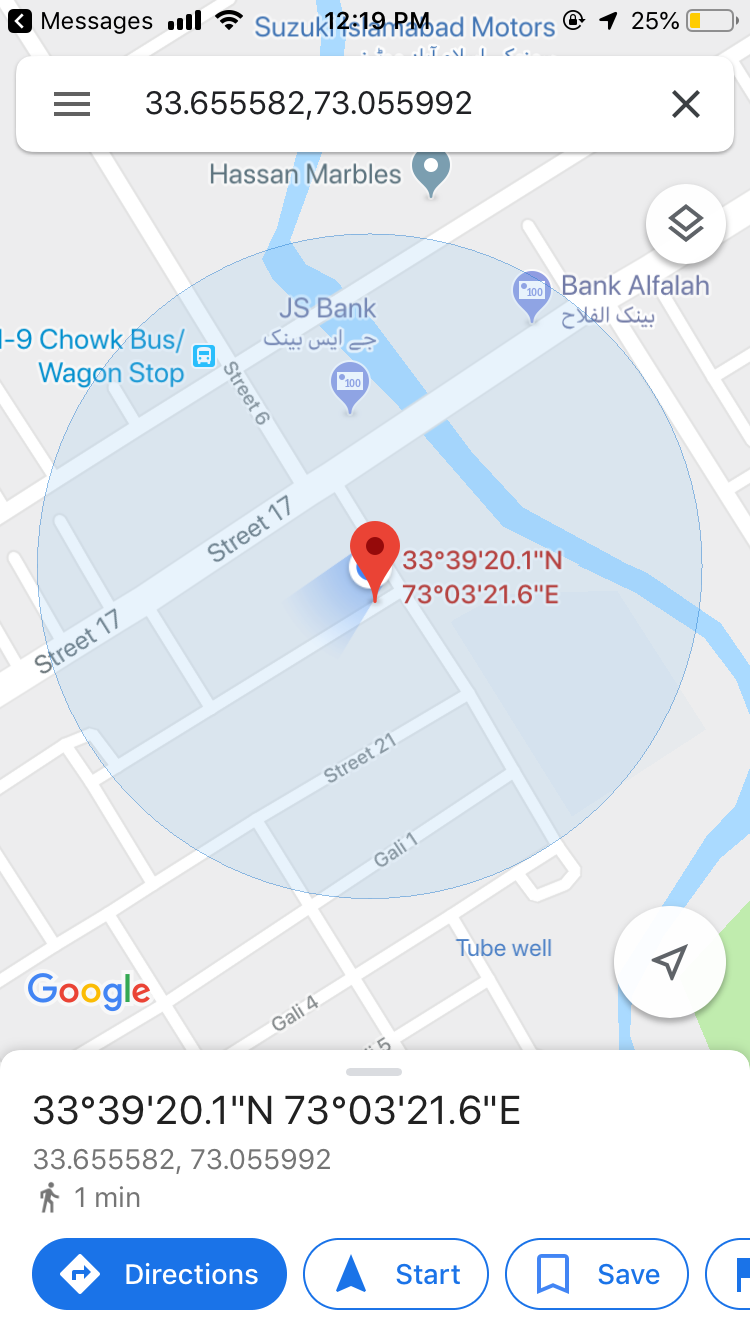 Messages
12:19 PM
25%
Suzuki Islamabad Motors
33.655582,73.055992
Hassan Marbles
Bank Alfalah
بینک الفلاح
JS Bank
جے ایس بینک
100
100
I-9 Chowk Bus/
Wagon Stop
Street 6
Street 17
33°39'20.1"N
73°03'21.6"E
Street 17
Street 21
Gali 1
Tube well
Google
Gali 4
33°39'20.1"N 73°03'21.6"E
33.655582, 73.055992
1 min
Directions
Start
Save